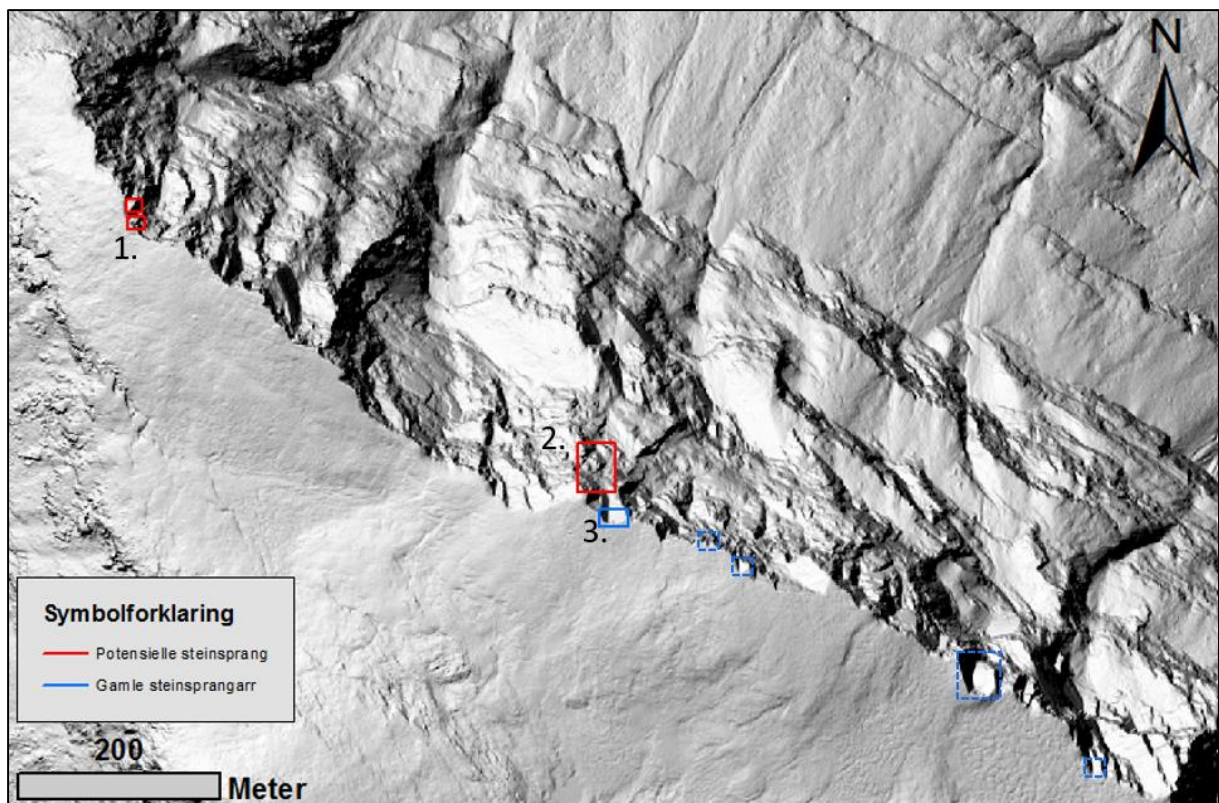 N
1.
2.
3.
Symbolforklaring
Potensielle steinsprang
Gamle steinsprangarr
200
Meter